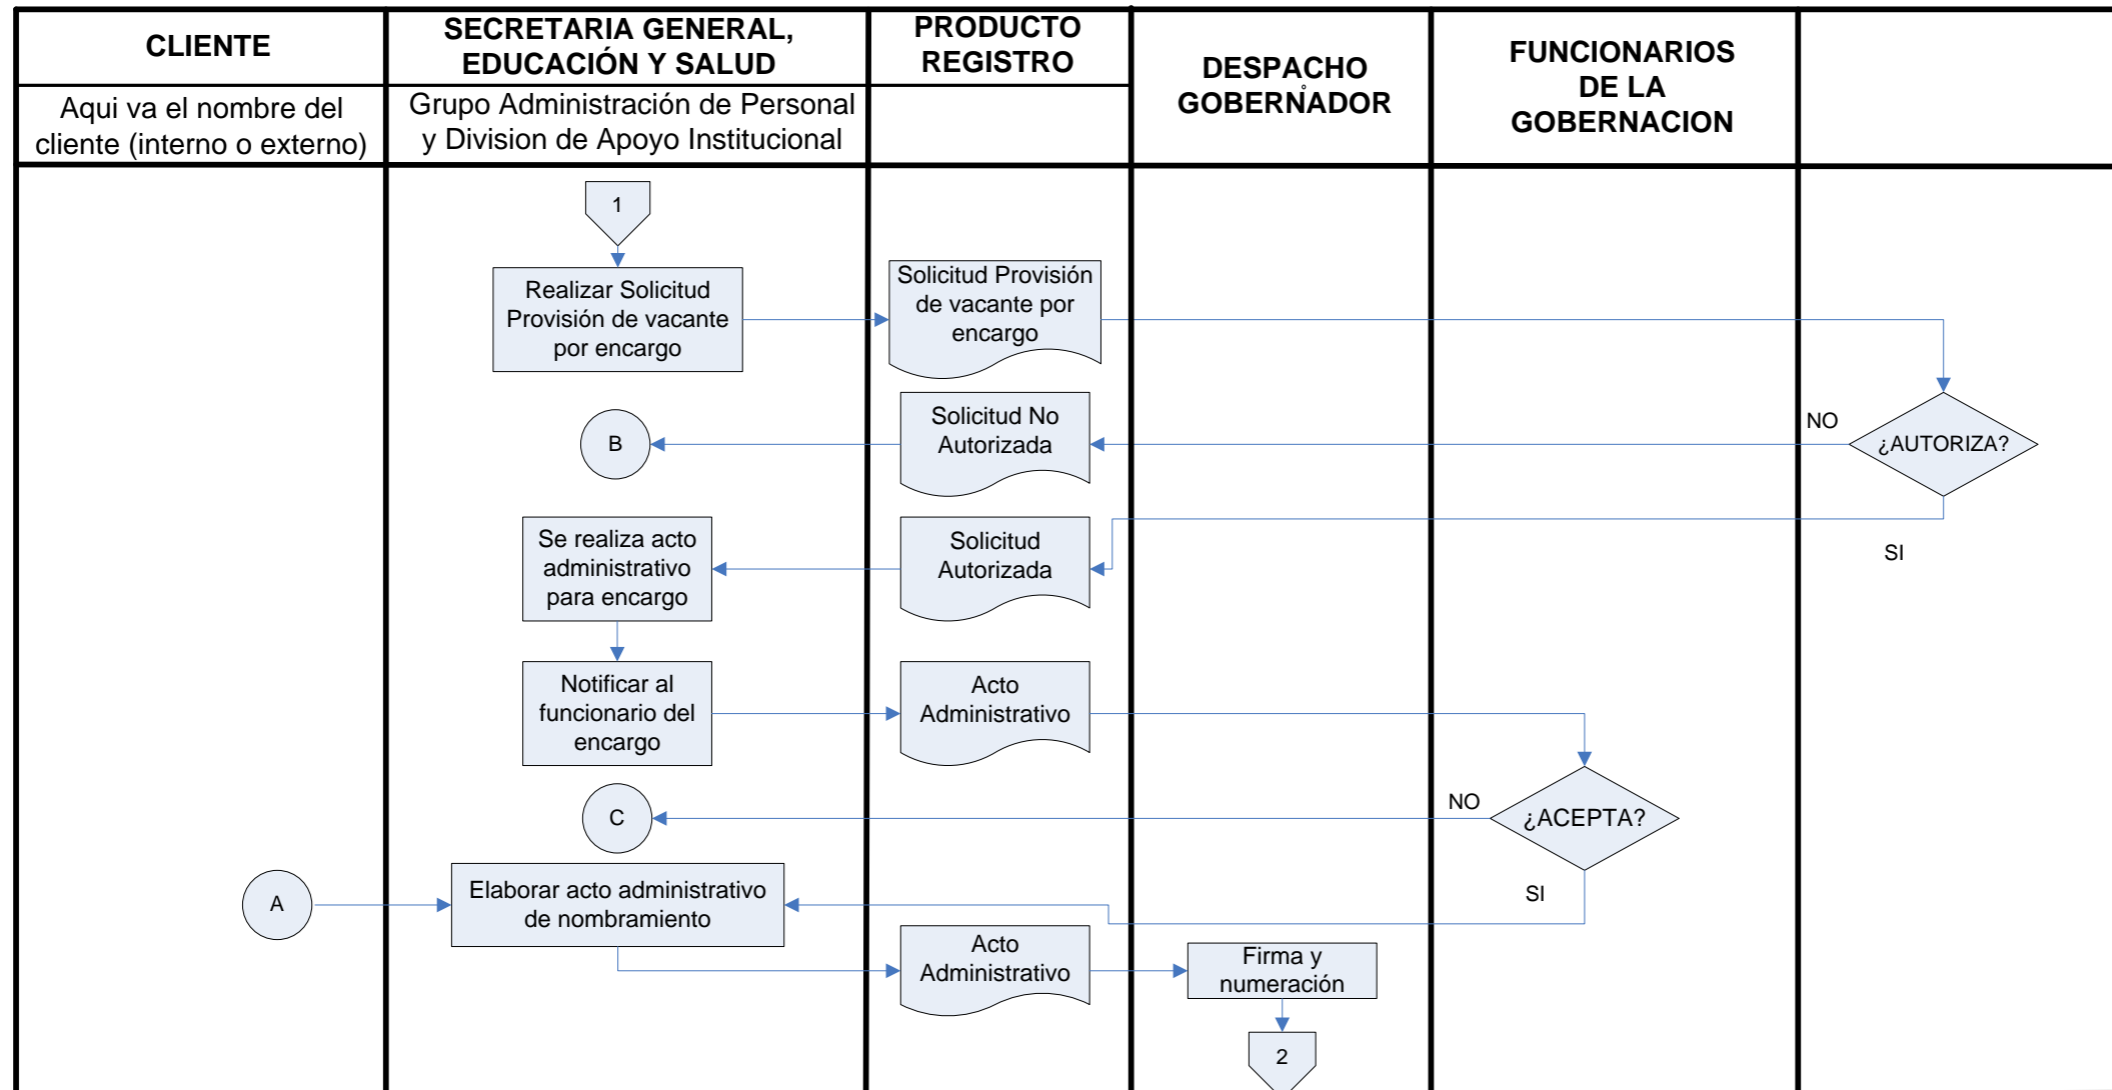 CLIENTE
SECRETARIA GENERAL,
EDUCACIÓN Y SALUD
PRODUCTO
REGISTRO
DESPACHO
GOBERNADOR
FUNCIONARIOS
DE LA
GOBERNACION
Aqui va el nombre del
cliente (interno o externo)
Grupo Administración de Personal
y Division de Apoyo Institucional
1
Realizar Solicitud
Provisión de vacante
por encargo
Solicitud Provisión
de vacante por
encargo
B
Solicitud No
Autorizada
NO
¿AUTORIZA?
Se realiza acto
administrativo
para encargo
Solicitud
Autorizada
SI
Notificar al
funcionario del
encargo
Acto
Administrativo
C
NO
¿ACEPTA?
A
Elaborar acto administrativo
de nombramiento
SI
Acto
Administrativo
Firma y
numeración
2